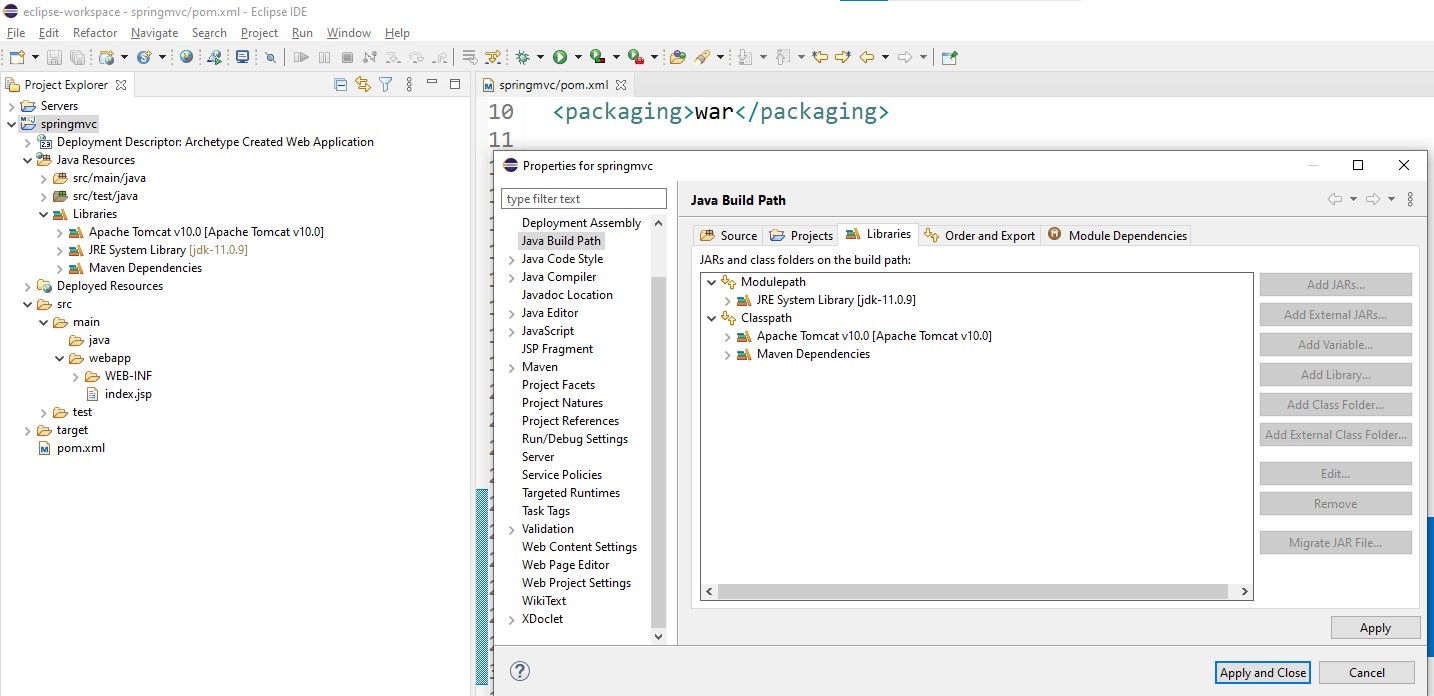 eclipse-workspace - springmvc/pom.xml - Eclipse IDE
File Edit Refactor Navigate Search Project Run Window Help
Project Explorer
Servers
springmvc
Deployment Descriptor: Archetype Created Web Application
Java Resources
src/main/java
src/test/java
Libraries
Apache Tomcat v10.0 [Apache Tomcat v10.0]
JRE System Library [jdk-11.0.9]
Maven Dependencies
Deployed Resources
src
main
java
webapp
WEB-INF
index.jsp
test
target
pom.xml
springmvc/pom.xml
10 <packaging>war</packaging>
11
Properties for springmvc
type filter text
Deployment Assembly
Java Build Path
Java Code Style
Java Compiler
Javadoc Location
Java Editor
JavaScript
JSP Fragment
Maven
Project Facets
Project Natures
Project References
Run/Debug Settings
Server
Service Policies
Targeted Runtimes
Task Tags
Validation
Web Content Settings
Web Page Editor
Web Project Settings
WikiText
XDoclet
Java Build Path
Source Projects Libraries Order and Export Module Dependencies
JARs and class folders on the build path:
Modulepath
JRE System Library [jdk-11.0.9]
Classpath
Apache Tomcat v10.0 [Apache Tomcat v10.0]
Maven Dependencies
Add JARs...
Add External JARs...
Add Variable...
Add Library...
Add Class Folder...
Add External Class Folder...
Edit...
Remove
Migrate JAR File...
Apply
Apply and Close Cancel